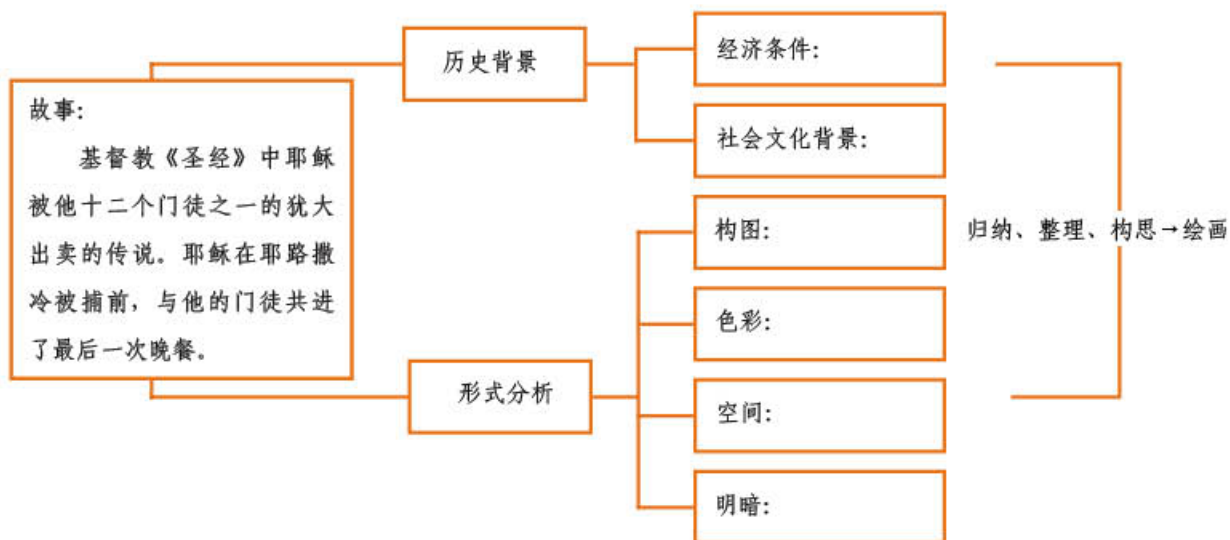 故事:
基督教《圣经》中耶稣
被他十二个门徒之一的犹大
出卖的传说。耶稣在耶路撒
冷被捕前，与他的门徒共进
了最后一次晚餐。
历史背景
经济条件:
社会文化背景:
形式分析
构图:
色彩:
空间:
明暗:
归纳、整理、构思→绘画